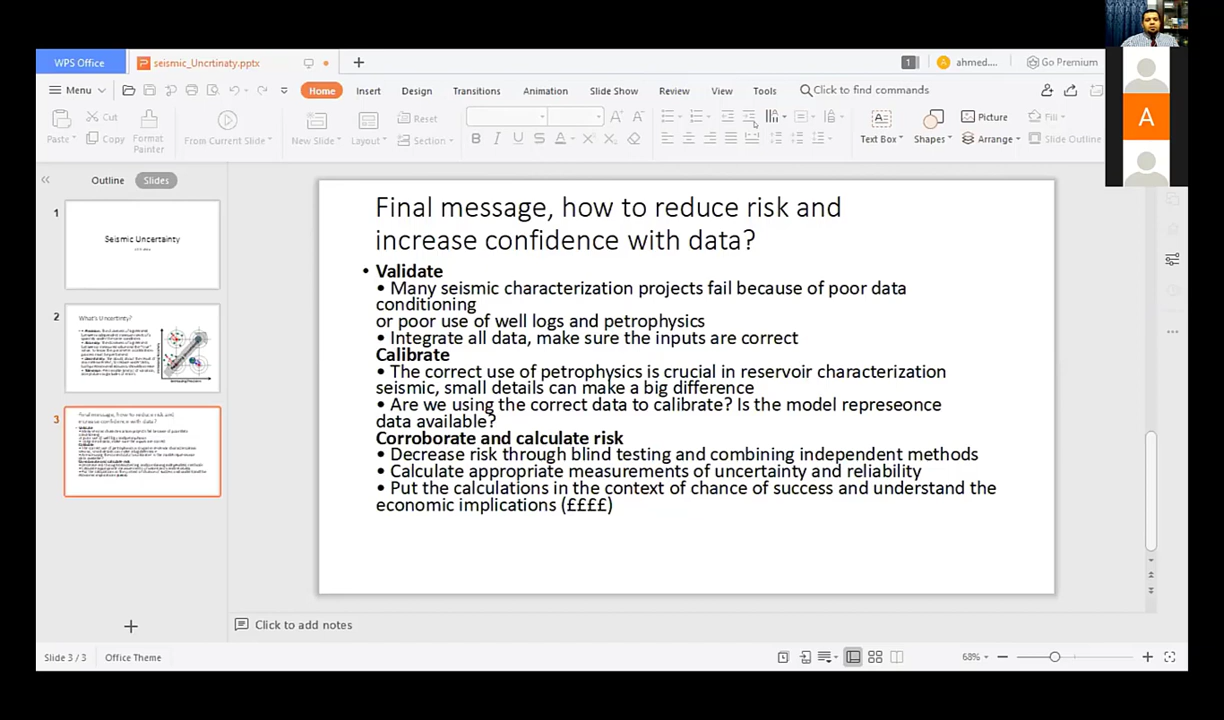 WPS Office
seismic_Uncrtinaty.pptx
1
ahmed....
Go Premium
Menu
Home
Insert
Design
Transitions
Animation
Slide Show
Review
View
Tools
Click to find commands
Paste
Cut
Copy
Format
Painter
From Current Slide
New Slide
Layout
Reset
Section
B I U S A X² X₂
Text Box
Shapes
Picture
Arrange
Fill
Slide Outline
A
Outline
Slides
1
Seismic Uncertainty
2
What's Uncertainty?
3
Final message, how to reduce risk and
increase confidence with data?
Final message, how to reduce risk and
increase confidence with data?
• Validate
• Many seismic characterization projects fail because of poor data
conditioning
or poor use of well logs and petrophysics
• Integrate all data, make sure the inputs are correct
Calibrate
• The correct use of petrophysics is crucial in reservoir characterization
seismic, small details can make a big difference
• Are we using the correct data to calibrate? Is the model represeonce
data available?
Corroborate and calculate risk
• Decrease risk through blind testing and combining independent methods
• Calculate appropriate measurements of uncertainty and reliability
• Put the calculations in the context of chance of success and understand the
economic implications (££££)
Click to add notes
Slide 3 / 3
Office Theme
68%